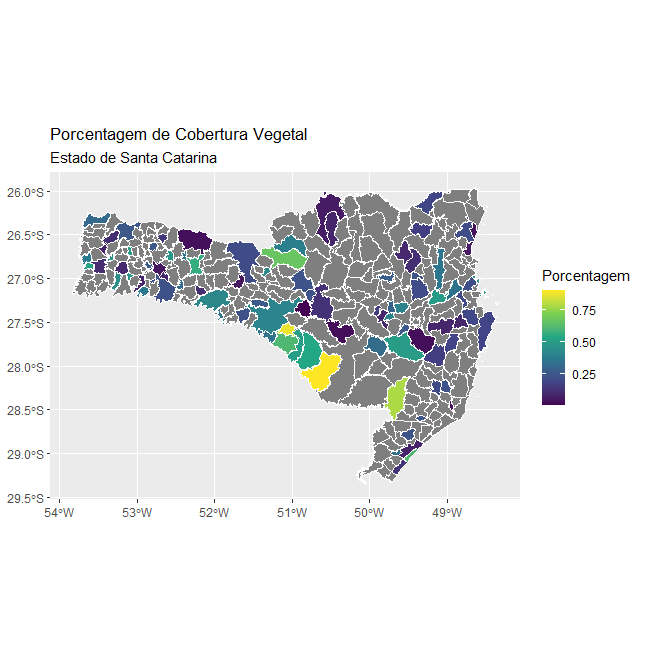 Porcentagem de Cobertura Vegetal
Estado de Santa Catarina
26.0°S
26.5°S
27.0°S
27.5°S
28.0°S
28.5°S
29.0°S
29.5°S
54°W 53°W 52°W 51°W 50°W 49°W
Porcentagem
0.75
0.50
0.25